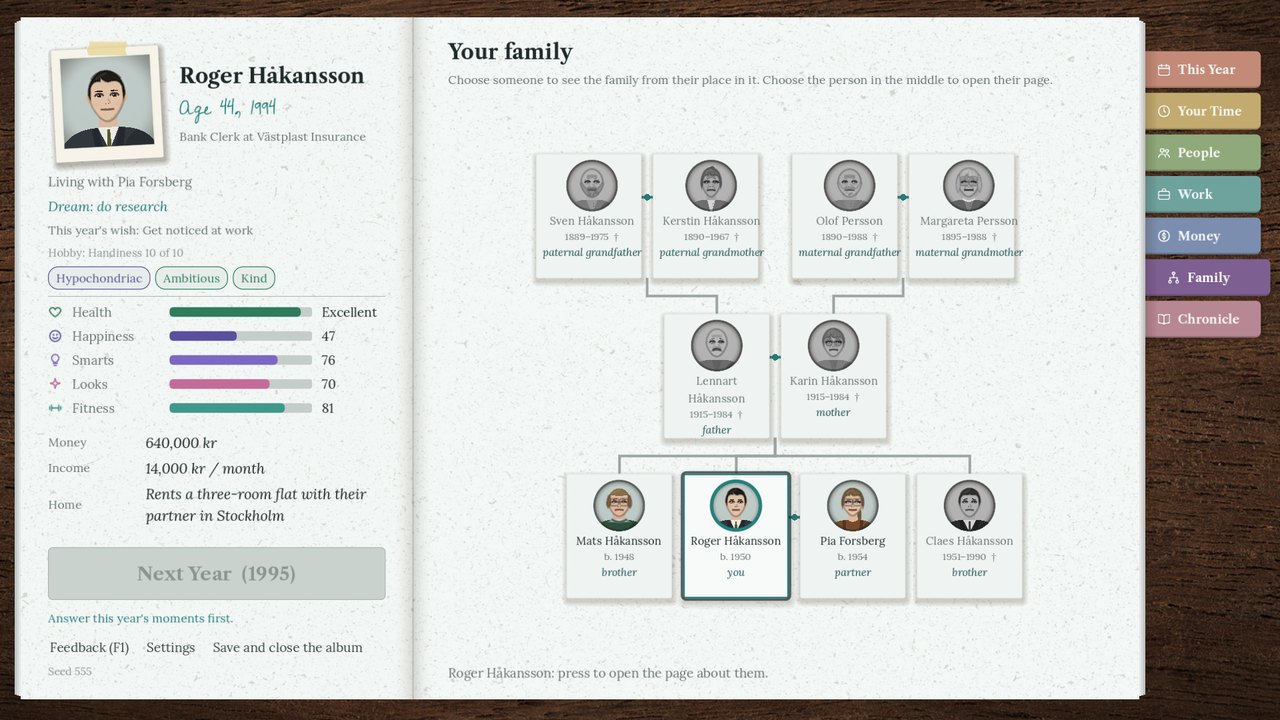 Roger Håkansson
Age 44, 1994
Bank Clerk at Västplast Insurance
Living with Pia Forsberg
Dream: do research
This year's wish: Get noticed at work
Hobby: Handiness 10 of 10
Hypochondriac
Ambitious
Kind
Health Excellent
Happiness 47
Smarts 76
Looks 70
Fitness 81
Money 640,000 kr
Income 14,000 kr / month
Home Rents a three-room flat with their
partner in Stockholm
Next Year (1995)
Answer this year's moments first.
Feedback (F1) Settings Save and close the album
Seed 555
Your family
Choose someone to see the family from their place in it. Choose the person in the middle to open their page.
Sven Håkansson
1889–1975 †
paternal grandfather
Kerstin Håkansson
1890–1967 †
paternal grandmother
Olof Persson
1890–1988 †
maternal grandfather
Margareta Persson
1895–1988 †
maternal grandmother
Lennart
Håkansson
1915–1984 †
father
Karin Håkansson
1915–1984 †
mother
Mats Håkansson
b. 1948
brother
Roger Håkansson
b. 1950
you
Pia Forsberg
b. 1954
partner
Claes Håkansson
1951–1990 †
brother
Roger Håkansson: press to open the page about them.
This Year
Your Time
People
Work
Money
Family
Chronicle